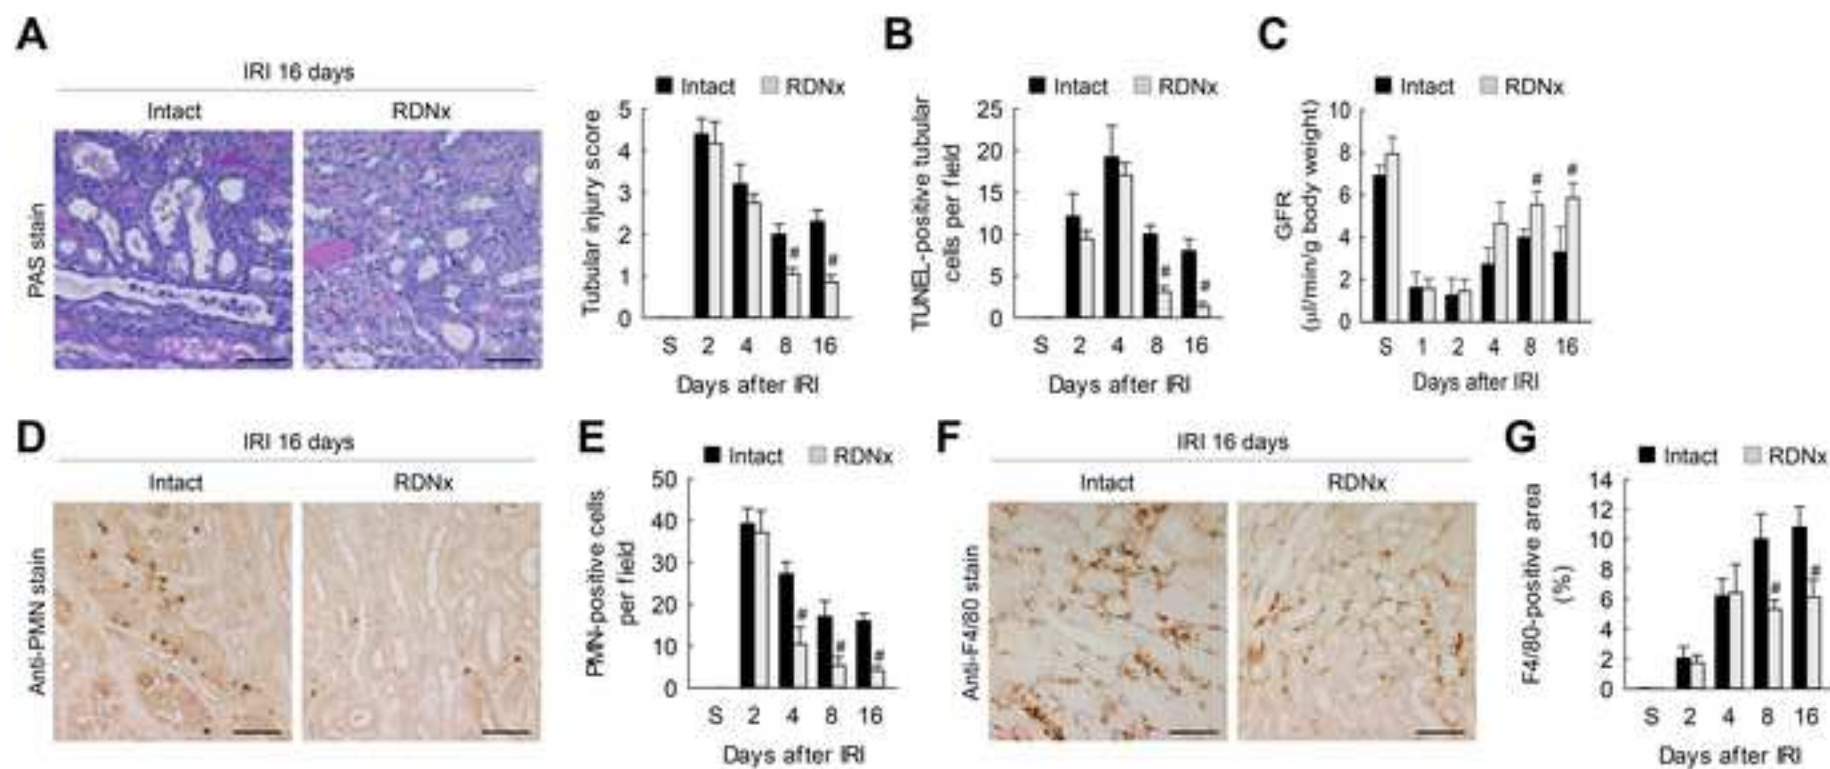 A
IRI 16 days
Intact
RDNx
PAS stain
Intact RDNx
Tubular injury score
5
4
3
2
1
0
#
#
S 2 4 8 16
Days after IRI
B
Intact RDNx
TUNEL-positive tubular
cells per field
25
20
15
10
5
0
#
#
S 2 4 8 16
Days after IRI
C
Intact RDNx
GFR
(µl/min/g body weight)
10
8
6
4
2
0
#
#
S 1 2 4 8 16
Days after IRI
D
IRI 16 days
Intact
RDNx
Anti-PMN stain
E
Intact RDNx
PMN-positive cells
per field
50
40
30
20
10
0
#
#
#
S 2 4 8 16
Days after IRI
F
IRI 16 days
Intact
RDNx
Anti-F4/80 stain
G
Intact RDNx
F4/80-positive area
(%)
14
12
10
8
6
4
2
0
#
#
S 2 4 8 16
Days after IRI